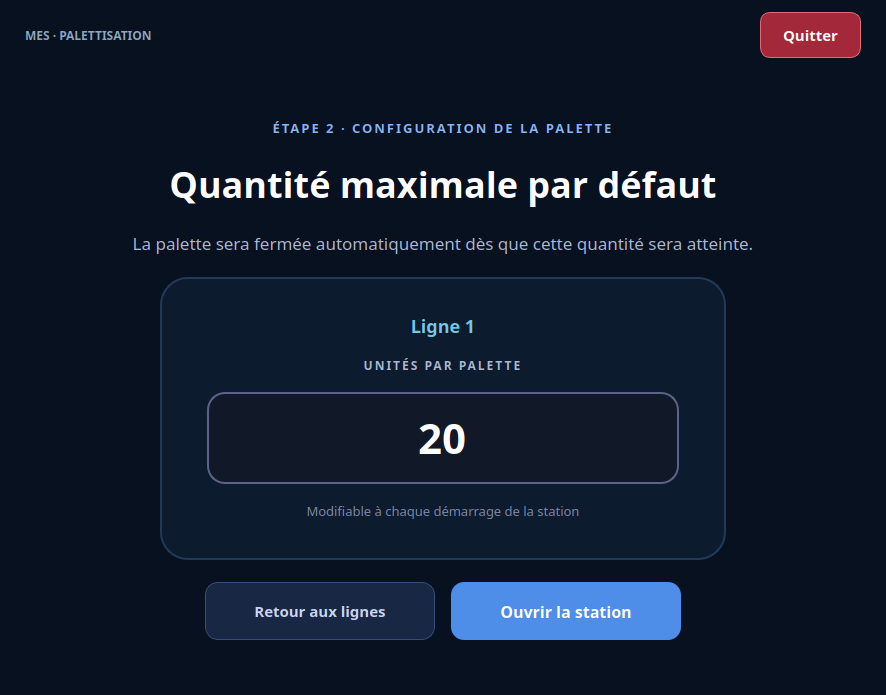 MES · PALETTISATION
Quitter
ÉTAPE 2 · CONFIGURATION DE LA PALETTE
Quantité maximale par défaut
La palette sera fermée automatiquement dès que cette quantité sera atteinte.
Ligne 1
UNITÉS PAR PALETTE
20
Modifiable à chaque démarrage de la station
Retour aux lignes
Ouvrir la station